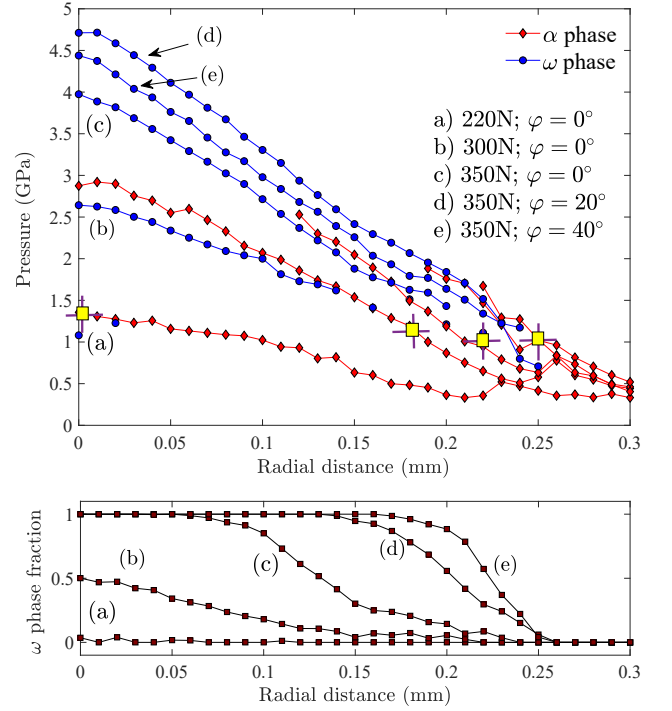 5
4.5
4
3.5
3
2.5
2
1.5
1
0.5
0
Pressure (GPa)
(d)
(e)
(c)
(b)
(a)
α phase
ω phase
a) 220N; φ = 0°
b) 300N; φ = 0°
c) 350N; φ = 0°
d) 350N; φ = 20°
e) 350N; φ = 40°
0 0.05 0.1 0.15 0.2 0.25 0.3
Radial distance (mm)
1
0.5
0
ω phase fraction
(b)
(a)
(c)
(d)
(e)
0 0.05 0.1 0.15 0.2 0.25 0.3
Radial distance (mm)